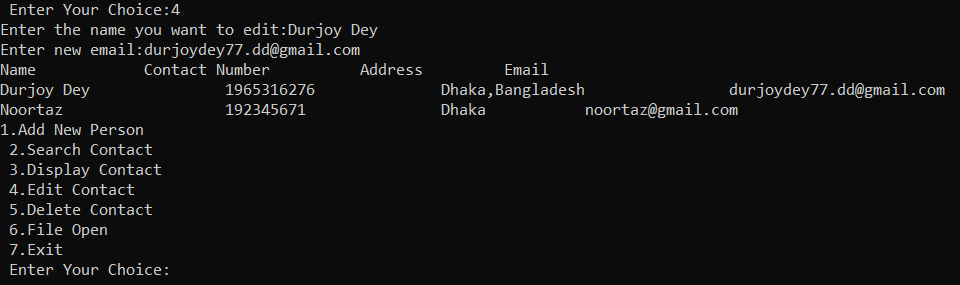 Enter Your Choice:4
Enter the name you want to edit:Durjoy Dey
Enter new email:durjoydey77.dd@gmail.com
Name Contact Number Address Email
Durjoy Dey 1965316276 Dhaka,Bangladesh durjoydey77.dd@gmail.com
Noortaz 192345671 Dhaka noortaz@gmail.com
1.Add New Person
2.Search Contact
3.Display Contact
4.Edit Contact
5.Delete Contact
6.File Open
7.Exit
Enter Your Choice: